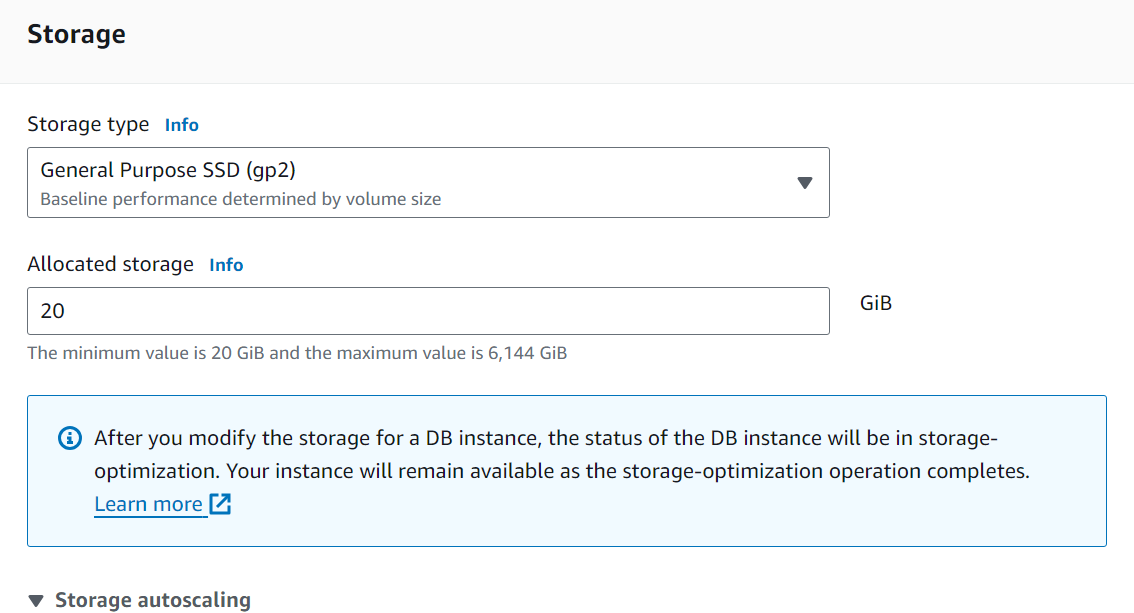 Storage
Storage type Info
General Purpose SSD (gp2)
Baseline performance determined by volume size
Allocated storage Info
20
GiB
The minimum value is 20 GiB and the maximum value is 6,144 GiB
After you modify the storage for a DB instance, the status of the DB instance will be in storage-
optimization. Your instance will remain available as the storage-optimization operation completes.
Learn more
Storage autoscaling